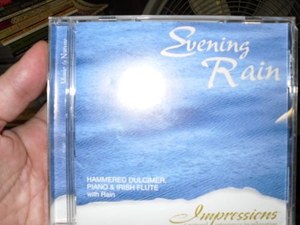 Evening
Rain
HAMMERED DULCIMER,
PIANO & IRISH FLUTE
with Rain
Impressions